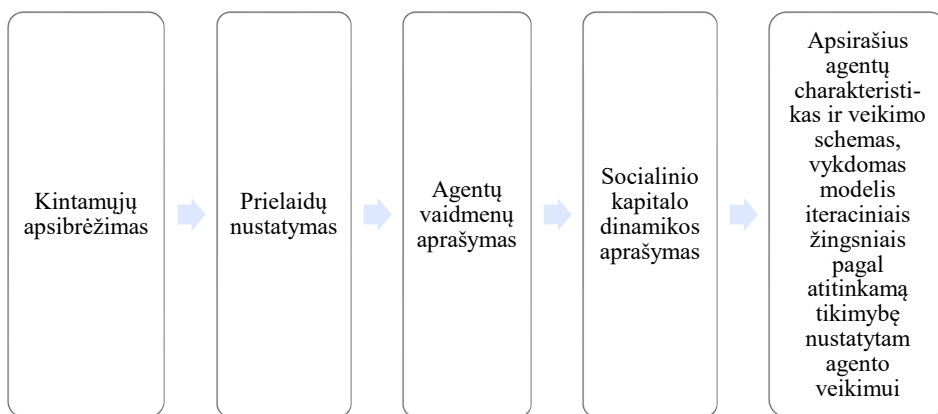 Kintamųjų
apsibrėžimas
Prielaidų
nustatymas
Agentų
vaidmenų
aprašymas
Socialinio
kapitalo
dinamikos
aprašymas
Apsirašius
agentų
charakteristi-
kas ir veikimo
schemas,
vykdomas
modelis
iteraciniais
žingsniais
pagal
atitinkamą
tikimybę
nustatytam
agento
veikimui